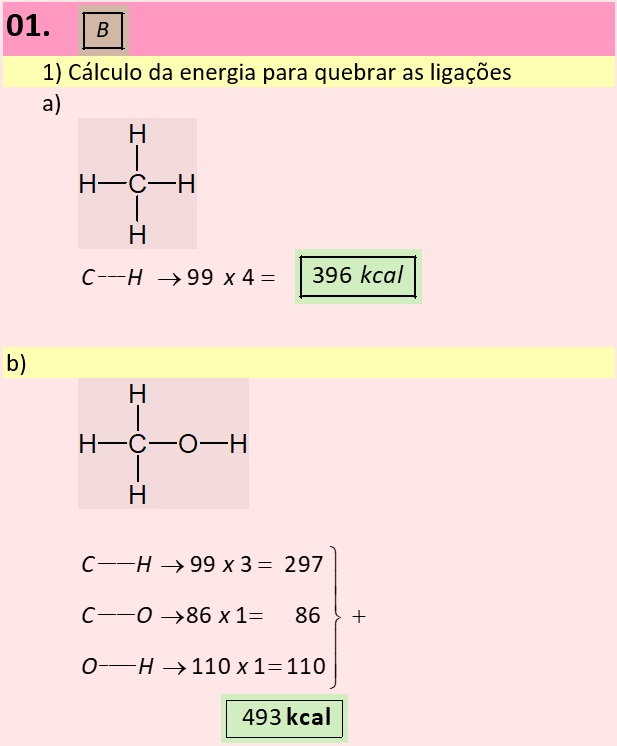 01. B
1) Cálculo da energia para quebrar as ligações
a)
H
H—C—H
H
C---H → 99 x 4 = 396 kcal
b)
H
H—C—O—H
H
C——H → 99 x 3 = 297
C——O → 86 x 1= 86 +
O——H → 110 x 1=110
493 kcal